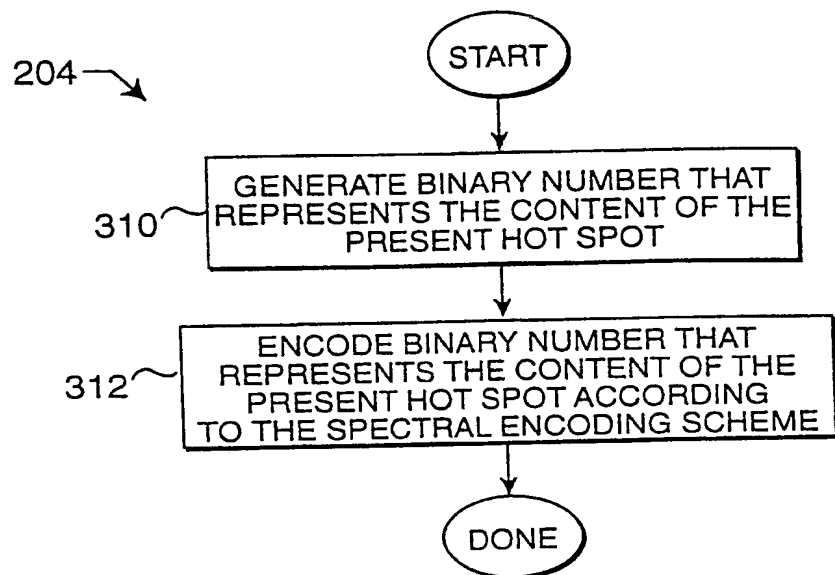 START
204
GENERATE BINARY NUMBER THAT
REPRESENTS THE CONTENT OF THE
PRESENT HOT SPOT
310
ENCODE BINARY NUMBER THAT
REPRESENTS THE CONTENT OF THE
PRESENT HOT SPOT ACCORDING
TO THE SPECTRAL ENCODING SCHEME
312
DONE